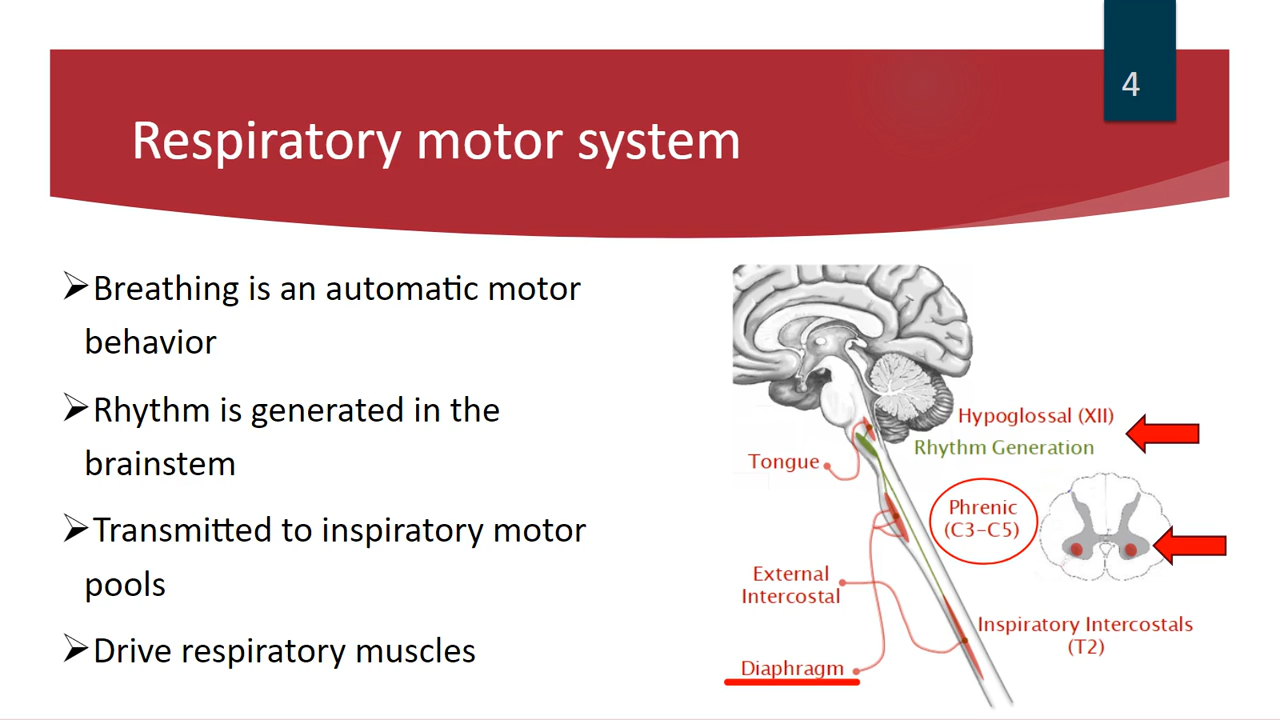 4
Respiratory motor system
➢Breathing is an automatic motor
behavior
➢Rhythm is generated in the
brainstem
➢Transmitted to inspiratory motor
pools
➢Drive respiratory muscles
Hypoglossal (XII)
Rhythm Generation
Tongue
Phrenic
(C3-C5)
External
Intercostal
Inspiratory Intercostals
(T2)
Diaphragm